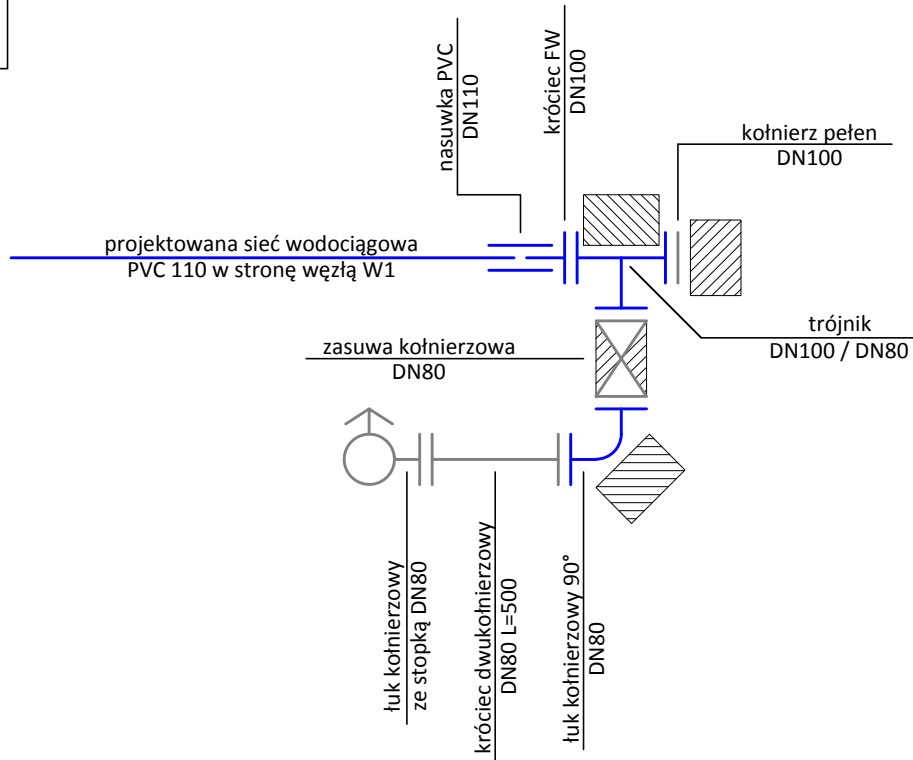 nasuwka PVC
DN110
króciec FW
DN100
kołnierz pełen
DN100
projektowana sieć wodociągowa
PVC 110 w stronę węzłą W1
trójnik
DN100 / DN80
zasuwa kołnierzowa
DN80
łuk kołnierzowy
ze stopką DN80
króciec dwukołnierzowy
DN80 L=500
łuk kołnierzowy 90°
DN80